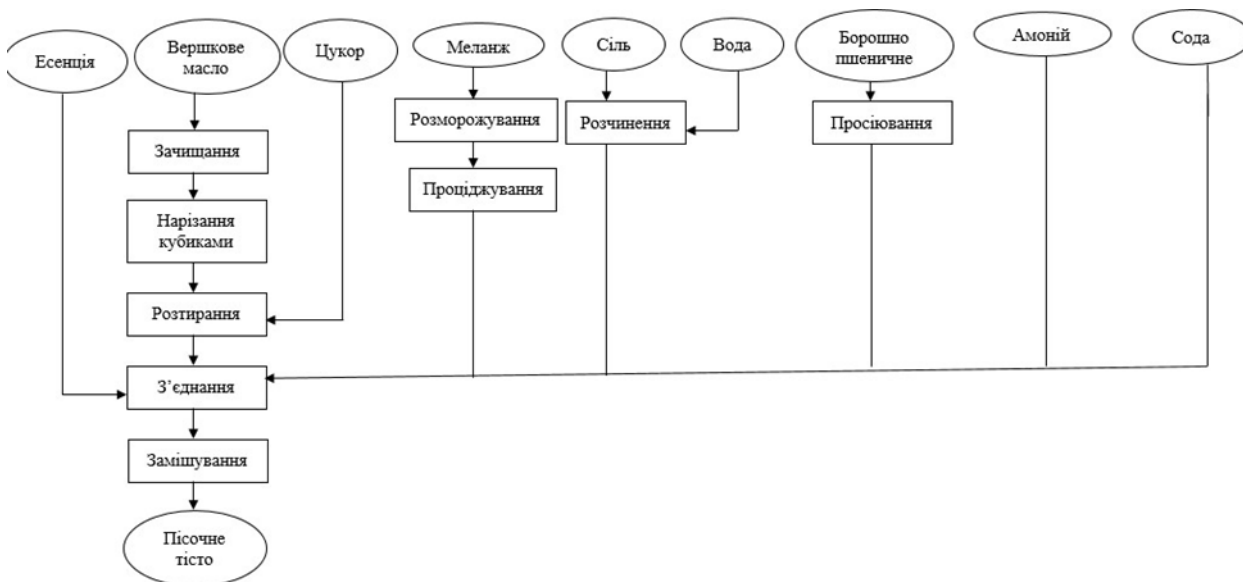 Есенція
Вершкове
масло
Цукор
Меланж
Сіль
Вода
Борошно
пшеничне
Амоній
Сода
Розморожування
Розчинення
Просіювання
Зачищання
Проціджування
Нарізання
кубиками
Розтирання
З’єднання
Замішування
Пісочне
тісто